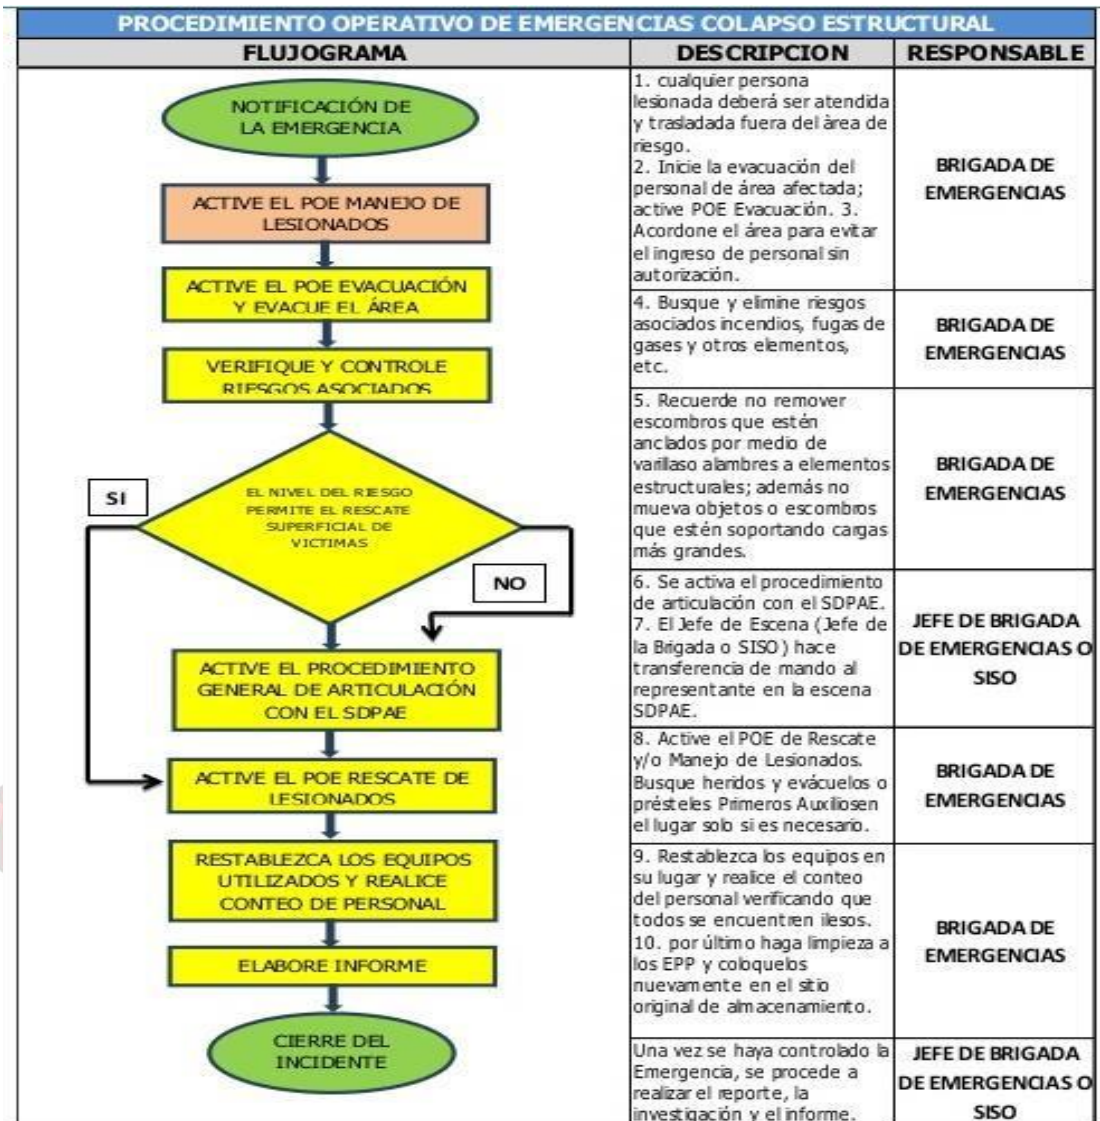 PROCEDIMIENTO OPERATIVO DE EMERGENCIAS COLAPSO ESTRUCTURAL
FLUJOGRAMA
DESCRIPCION
RESPONSABLE
NOTIFICACIÓN DE
LA EMERGENCIA
ACTIVE EL POE MANEJO DE
LESIONADOS
ACTIVE EL POE EVACUACIÓN
Y EVACUE EL ÁREA
VERIFIQUE Y CONTROLE
RIESGOS ASOCIADOS
EL NIVEL DEL RIESGO
PERMITE EL RESCATE
SUPERFICIAL DE
VICTIMAS
SI
NO
ACTIVE EL PROCEDIMIENTO
GENERAL DE ARTICULACIÓN
CON EL SDPAE
ACTIVE EL POE RESCATE DE
LESIONADOS
RESTABLEZCA LOS EQUIPOS
UTILIZADOS Y REALICE
CONTEO DE PERSONAL
ELABORE INFORME
CIERRE DEL
INCIDENTE
1. cualquier persona
lesionada deberá ser atendida
y trasladada fuera del àrea de
riesgo.
2. Inicie la evacuación del
personal de área afectada;
active POE Evacuación. 3.
Acordone el área para evitar
el ingreso de personal sin
autorización.
BRIGADA DE
EMERGENCIAS
4. Busque y elimine riesgos
asociados incendios, fugas de
gases y otros elementos,
etc.
BRIGADA DE
EMERGENCIAS
5. Recuerde no remover
escombros que estén
anclados por medio de
varillaso alambres a elementos
estructurales; además no
mueva objetos o escombros
que estén soportando cargas
más grandes.
BRIGADA DE
EMERGENCIAS
6. Se activa el procedimiento
de articulación con el SDPAE.
7. El Jefe de Escena (Jefe de
la Brigada o SISO) hace
transferencia de mando al
representante en la escena
SDPAE.
JEFE DE BRIGADA
DE EMERGENCIAS O
SISO
8. Active el POE de Rescate
y/o Manejo de Lesionados.
Busque heridos y evácuelos o
présteles Primeros Auxiliosen
el lugar solo si es necesario.
BRIGADA DE
EMERGENCIAS
9. Restablezca los equipos en
su lugar y realice el conteo
del personal verificando que
todos se encuentren ilesos.
10. por último haga limpieza a
los EPP y coloquelos
nuevamente en el sitio
original de almacenamiento.
BRIGADA DE
EMERGENCIAS
Una vez se haya controlado la
Emergencia, se procede a
realizar el reporte, la
investigación y el informe.
JEFE DE BRIGADA
DE EMERGENCIAS O
SISO